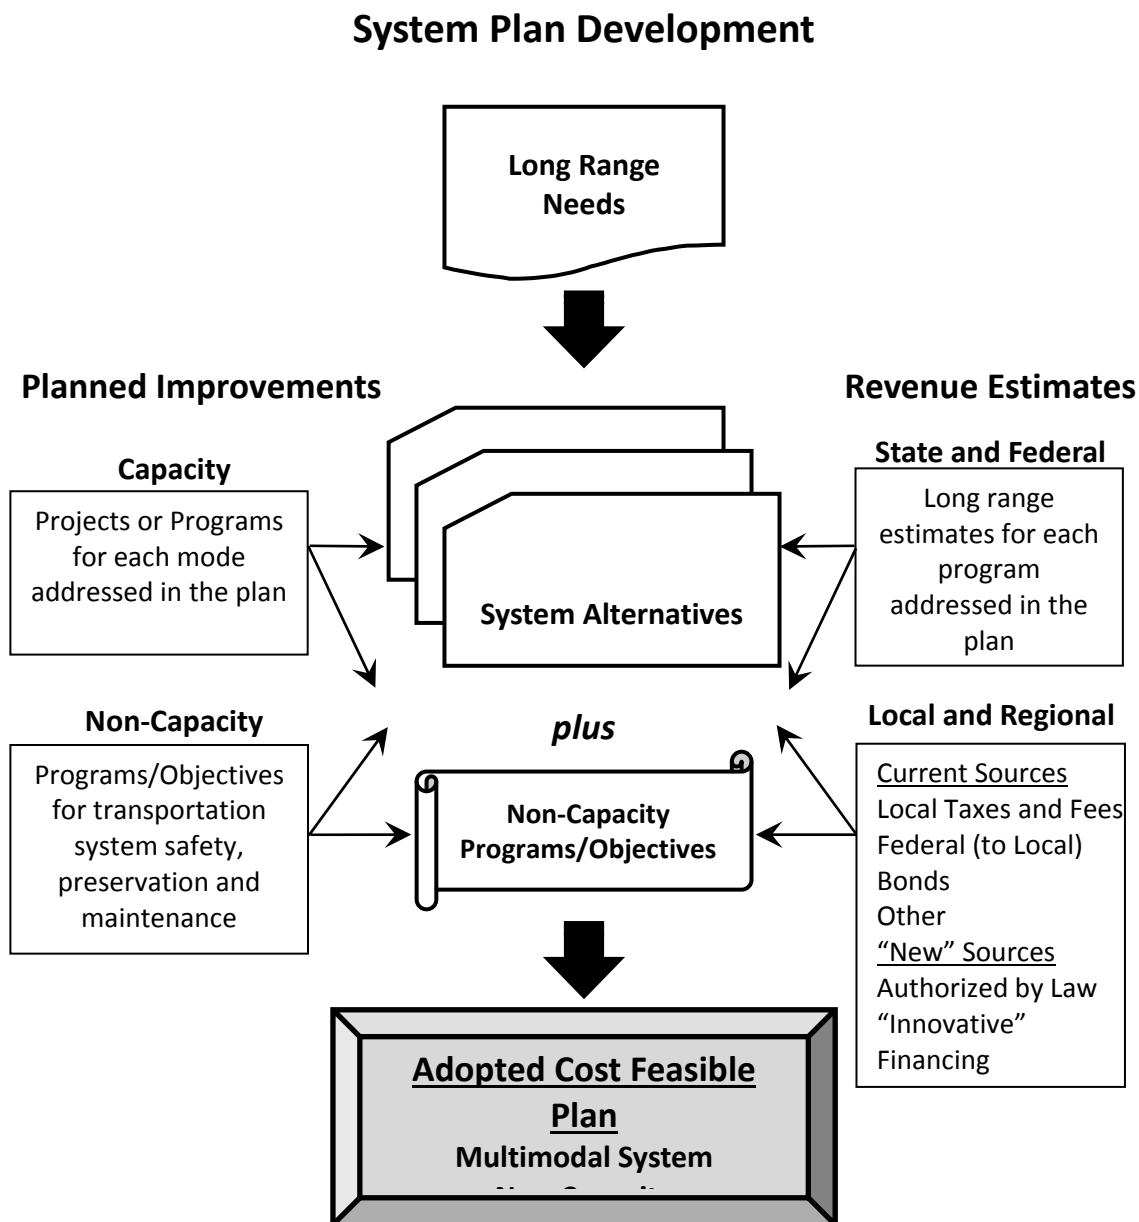 System Plan Development
Long Range
Needs
Planned Improvements
Capacity
Projects or Programs
for each mode
addressed in the plan
Non-Capacity
Programs/Objectives
for transportation
system safety,
preservation and
maintenance
System Alternatives
plus
Non-Capacity
Programs/Objectives
Revenue Estimates
State and Federal
Long range
estimates for each
program
addressed in the
plan
Local and Regional
Current Sources
Local Taxes and Fees
Federal (to Local)
Bonds
Other
“New” Sources
Authorized by Law
“Innovative”
Financing
Adopted Cost Feasible
Plan
Multimodal System